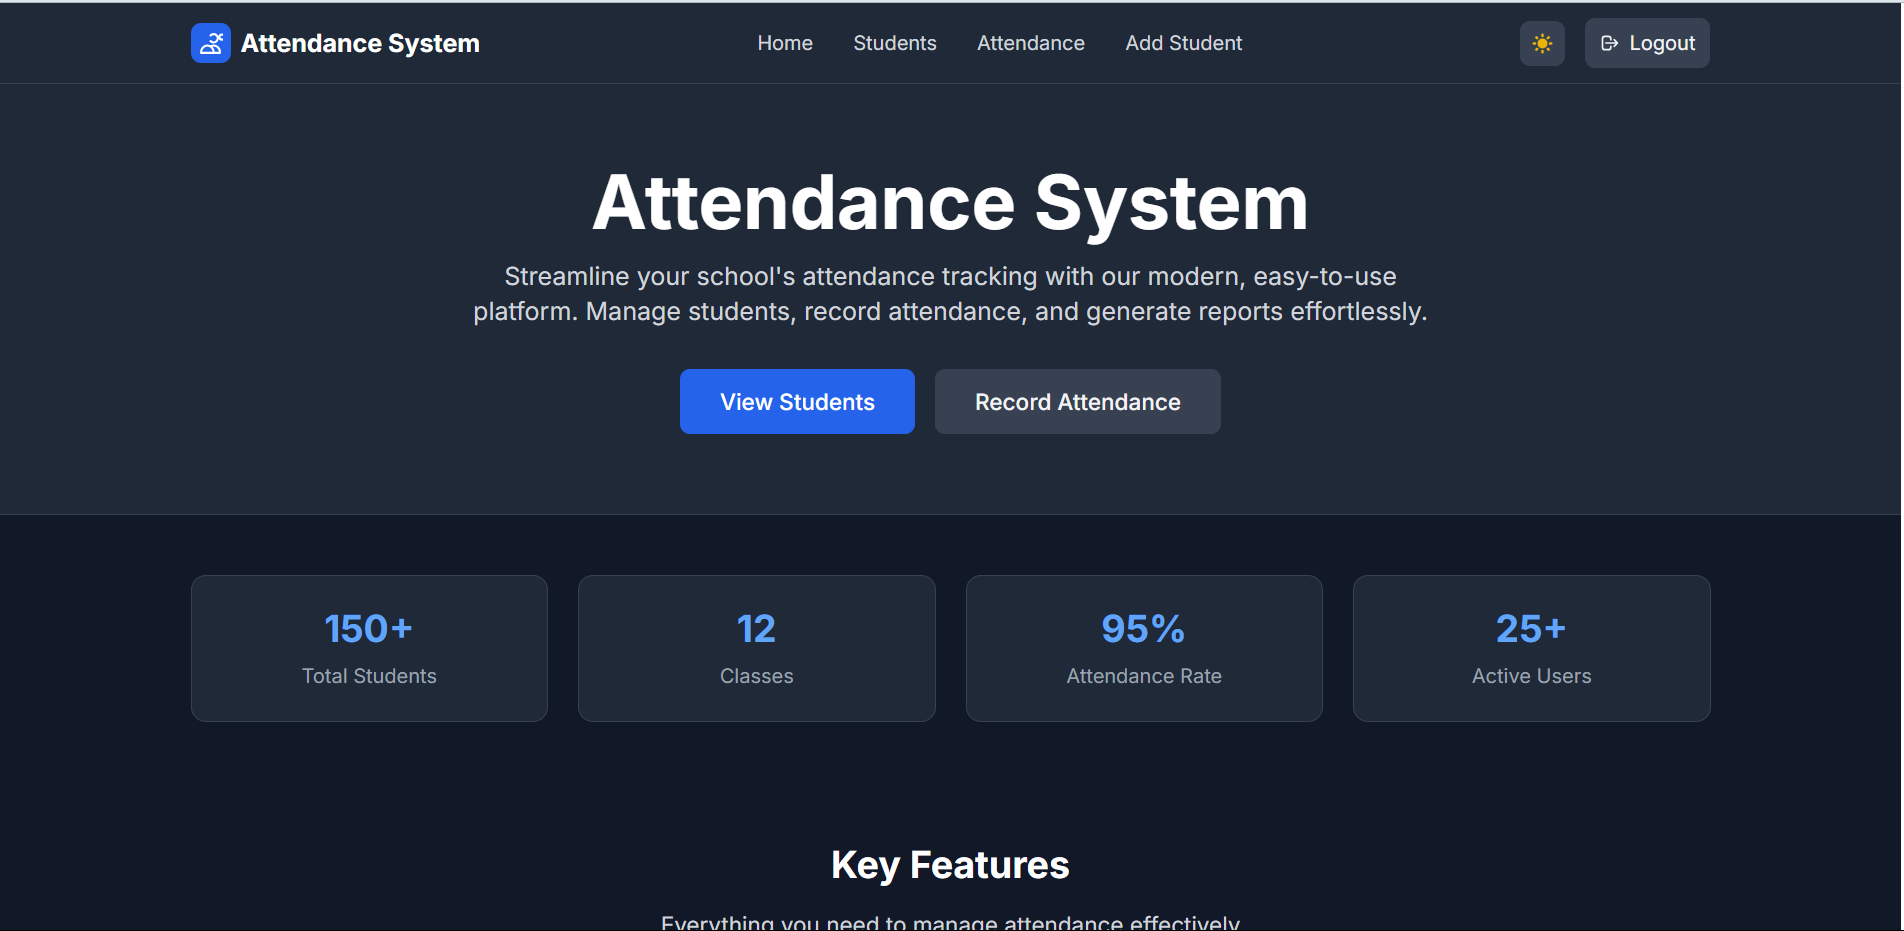 Attendance System
Home
Students
Attendance
Add Student
Logout
Attendance System
Streamline your school's attendance tracking with our modern, easy-to-use
platform. Manage students, record attendance, and generate reports effortlessly.
View Students
Record Attendance
150+
Total Students
12
Classes
95%
Attendance Rate
25+
Active Users
Key Features
Everything you need to manage attendance effectively